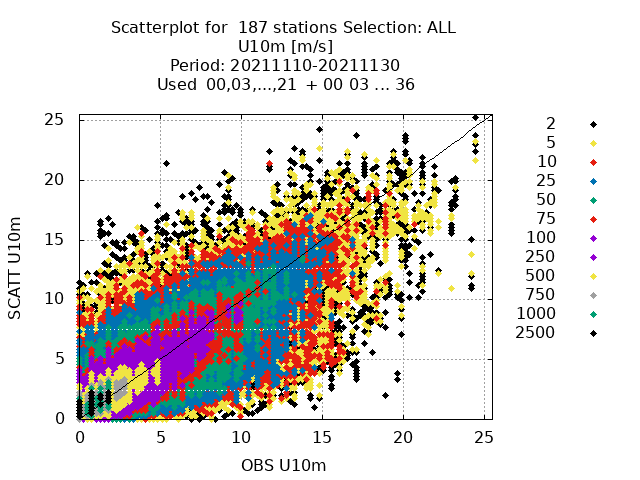 Scatterplot for  187 stations Selection: ALL
U10m [m/s]
Period: 20211110-20211130
Used  00,03,...,21  + 00 03 ... 36
25
20
15
10
5
0
0 5 10 15 20 25
SCATT U10m
OBS U10m
2
5
10
25
50
75
100
250
500
750
1000
2500